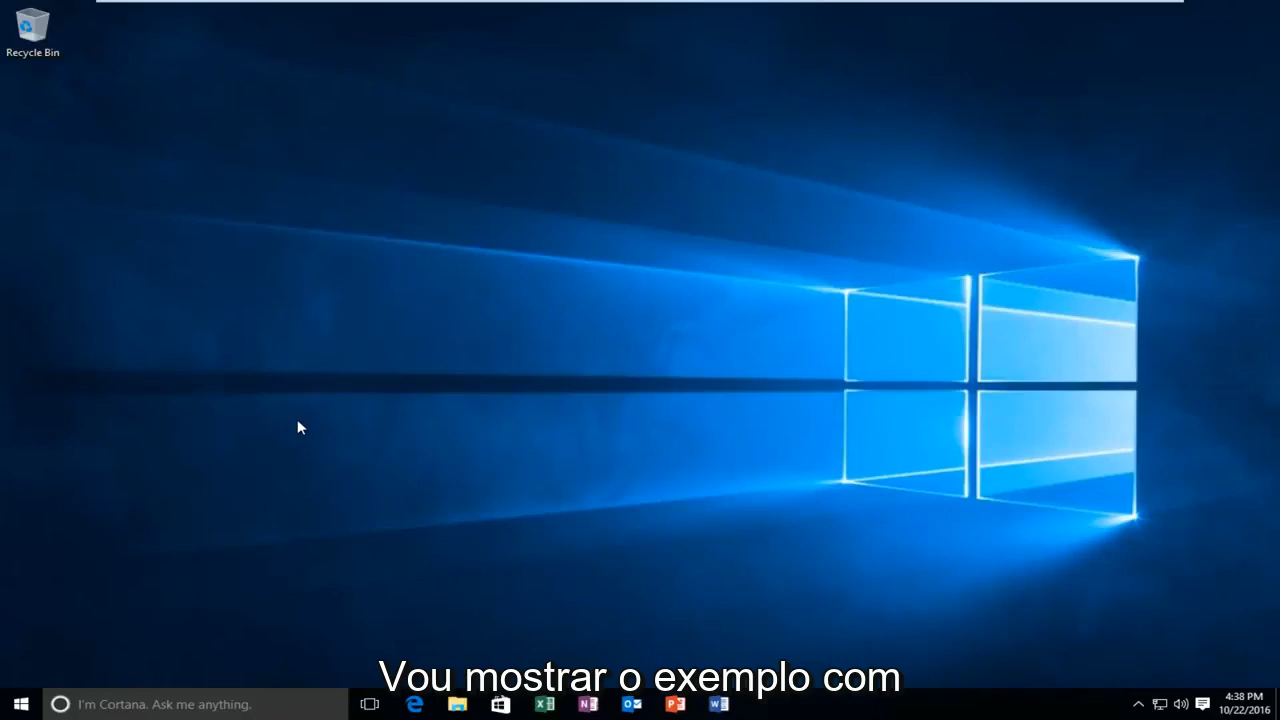 Recycle Bin
Vou mostrar o exemplo com
I'm Cortana. Ask me anything.
4:38 PM
10/22/2016